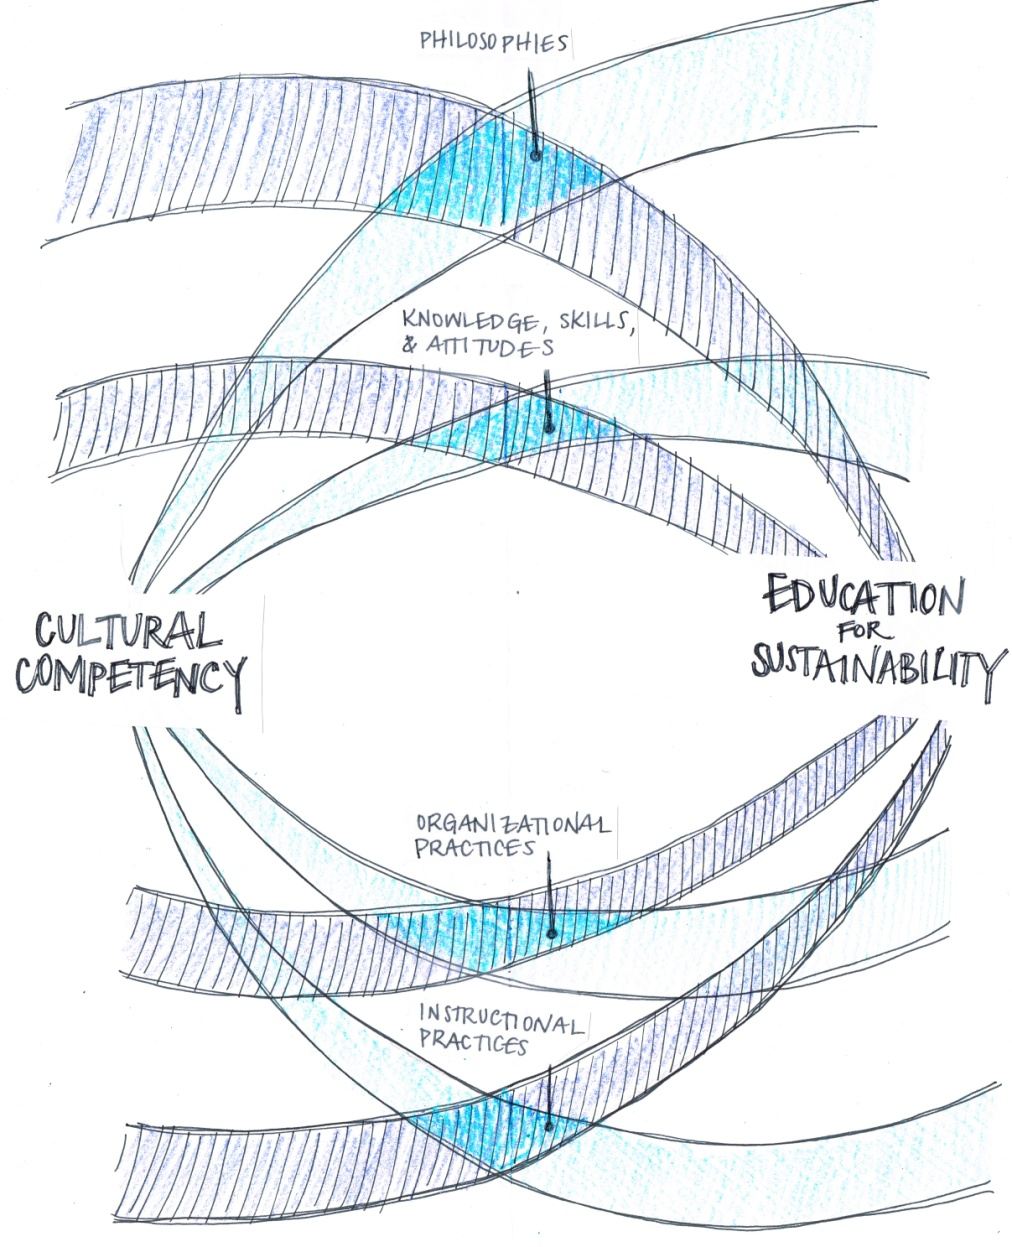 PHILOSOPHIES
KNOWLEDGE, SKILLS,
& ATTITUDES
CULTURAL
COMPETENCY
EDUCATION
FOR
SUSTAINABILITY
ORGANIZATIONAL
PRACTICES
INSTRUCTIONAL
PRACTICES